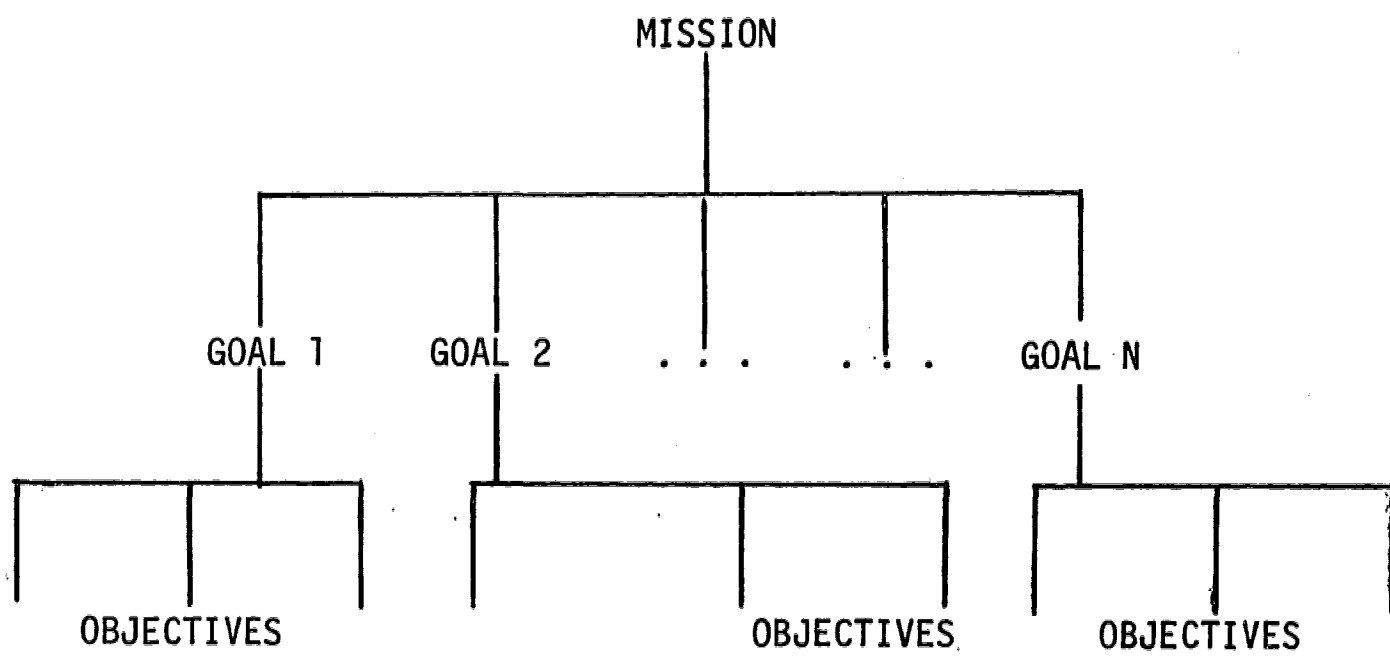 MISSION
GOAL 1 GOAL 2 . . . . . . GOAL N
OBJECTIVES OBJECTIVES OBJECTIVES